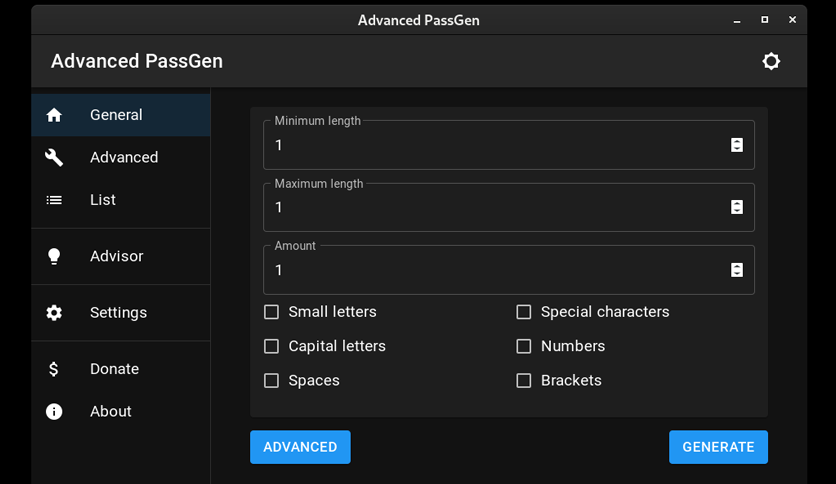 Advanced PassGen
Advanced PassGen
General
Advanced
List
Advisor
Settings
Donate
About
Minimum length
1
Maximum length
1
Amount
1
Small letters
Special characters
Capital letters
Numbers
Spaces
Brackets
ADVANCED
GENERATE